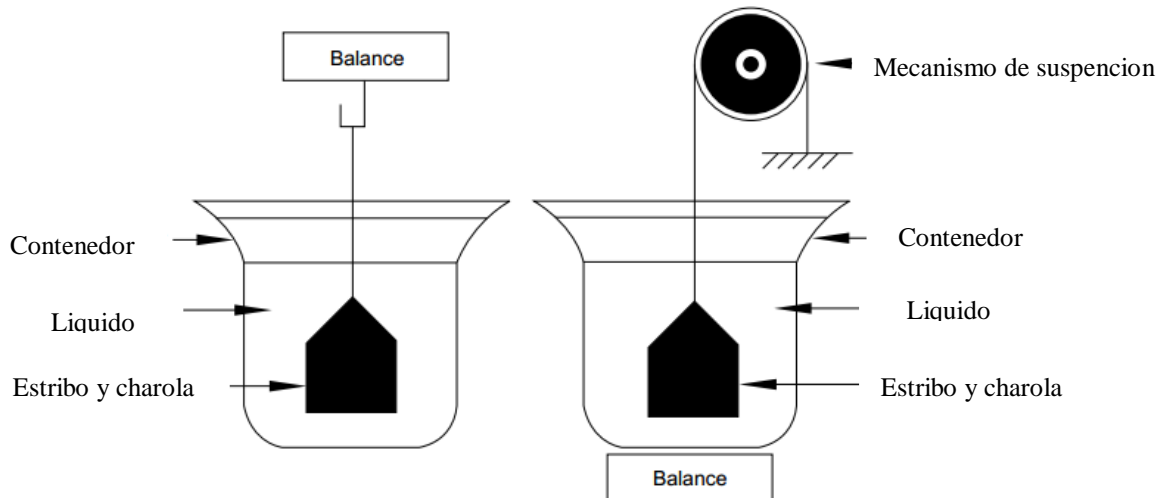 Balance
Mecanismo de suspencion
Contenedor
Contenedor
Liquido
Liquido
Estribo y charola
Estribo y charola
Balance